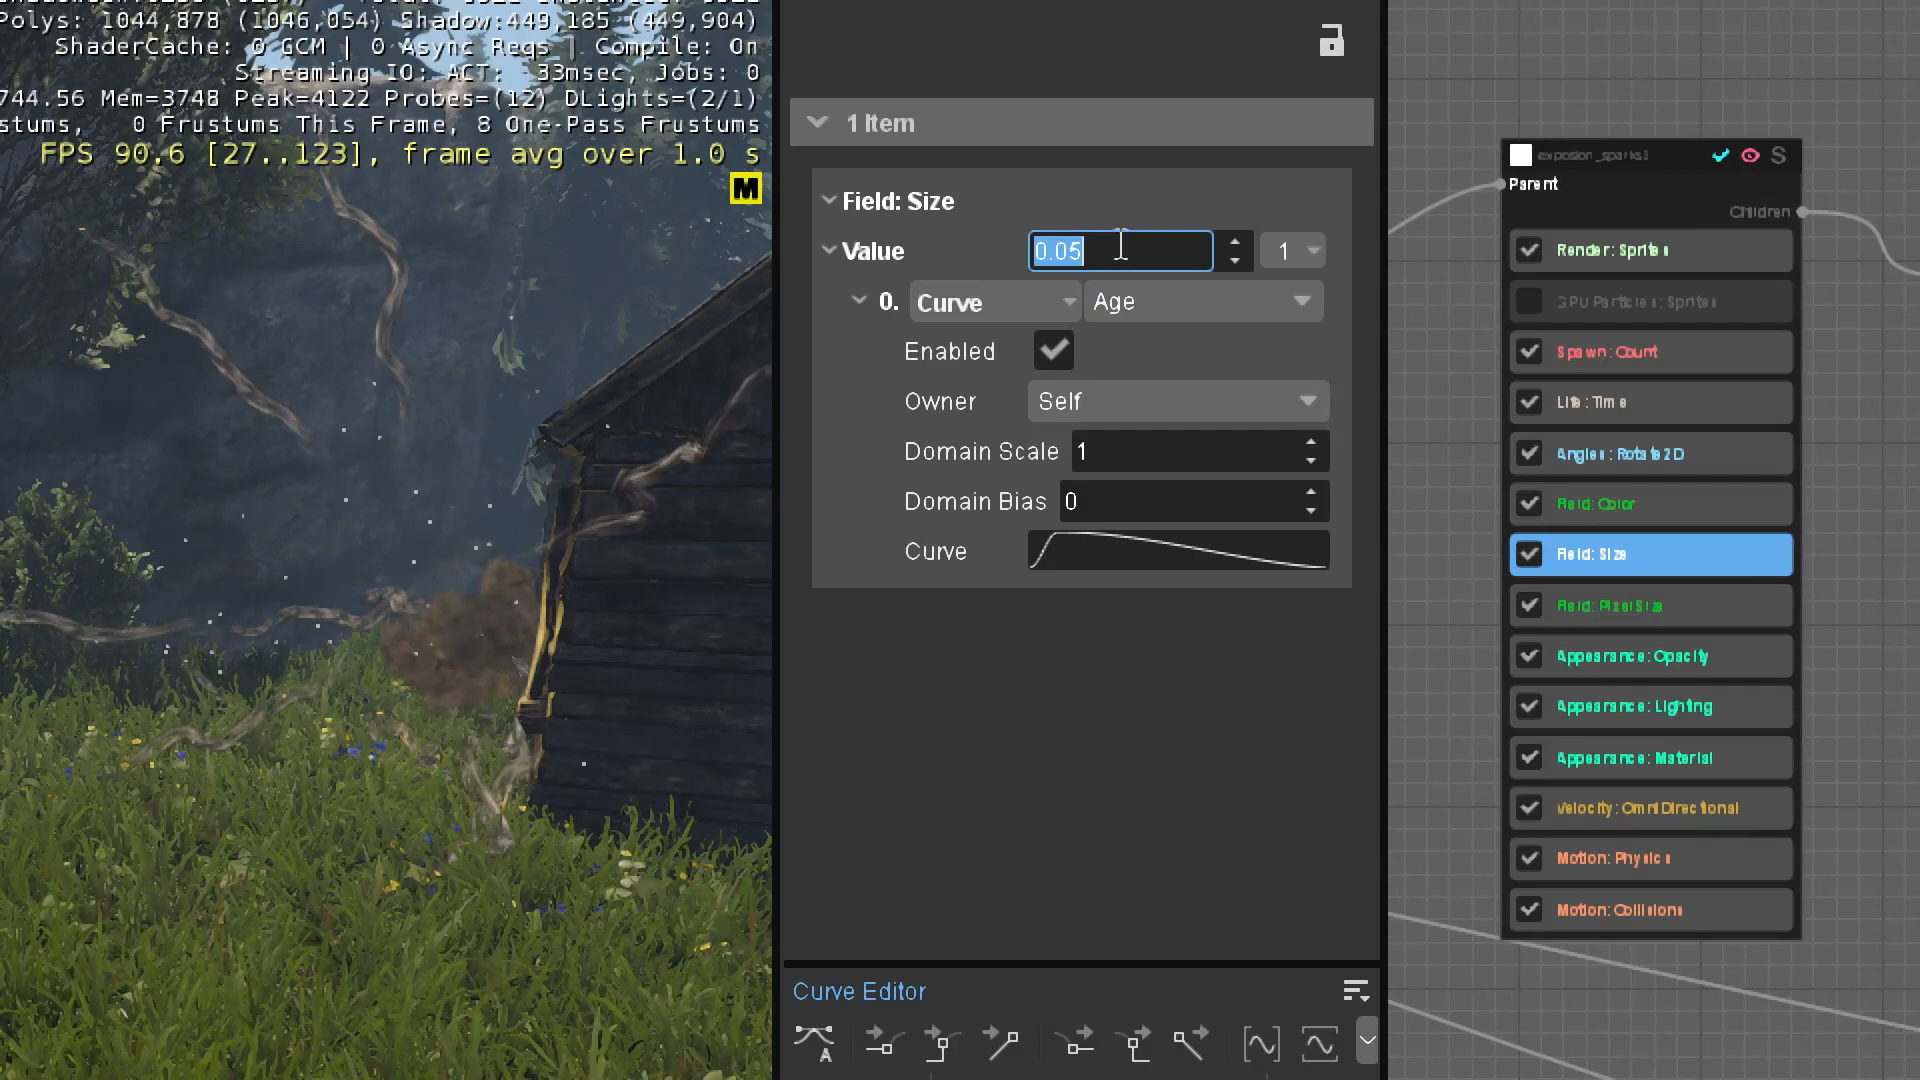 Polys: 1044,878 (1046,054) Shadow:449,185 (449,904)
ShaderCache: 0 GCM | 0 Async Reqs | Compile: On
Streaming IO: ACT: 33msec, Jobs: 0
744.56 Mem=3748 Peak=4122 Probes=(12) DLights=(2/1)
stums, 0 Frustums This Frame, 8 One-Pass Frustums
FPS 90.6 [27..123], frame avg over 1.0 s
M
1 Item
Field: Size
Value 0.05 1
0. Curve Age
Enabled
Owner Self
Domain Scale 1
Domain Bias 0
Curve
Curve Editor
A
S
Parent
Children
Render: Sprites
GPU Particles: Sprites
Spawn: Count
Life: Time
Angles: Rotate2D
Field: Color
Field: Size
Field: PixelSize
Appearance: Opacity
Appearance: Lighting
Appearance: Material
Velocity: OmniDirectional
Motion: Physics
Motion: Collisions